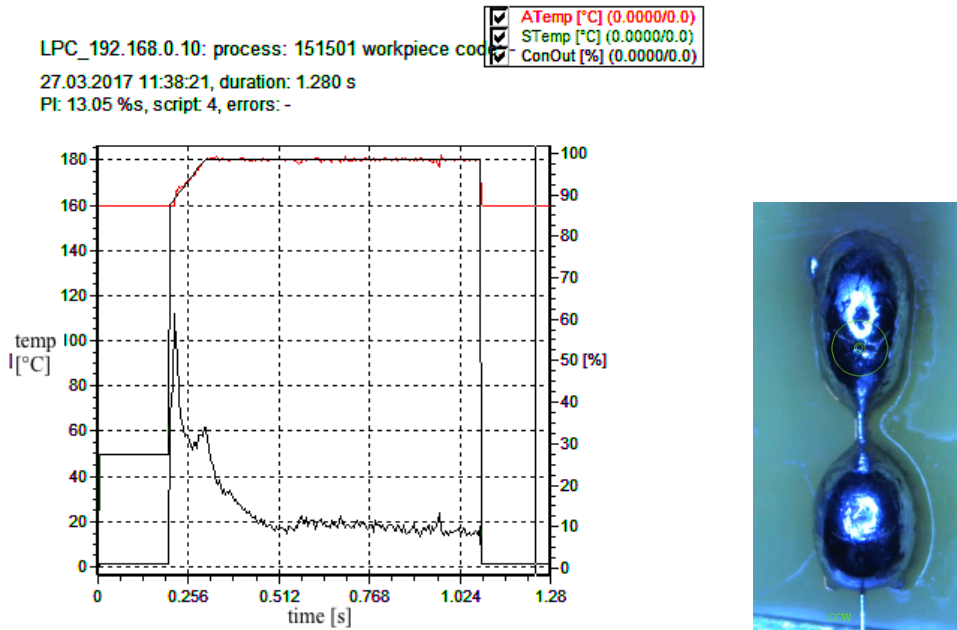 ATemp [°C] (0.0000/0.0)
STemp [°C] (0.0000/0.0)
ConOut [%] (0.0000/0.0)
LPC_192.168.0.10: process: 151501 workpiece code: -
27.03.2017 11:38:21, duration: 1.280 s
PI: 13.05 %s, script: 4, errors: -
180
160
140
120
100
80
60
40
20
0
temp
[°C]
100
90
80
70
60
50 [%]
40
30
20
10
0
0 0.256 0.512 0.768 1.024 1.28
time [s]
CCW